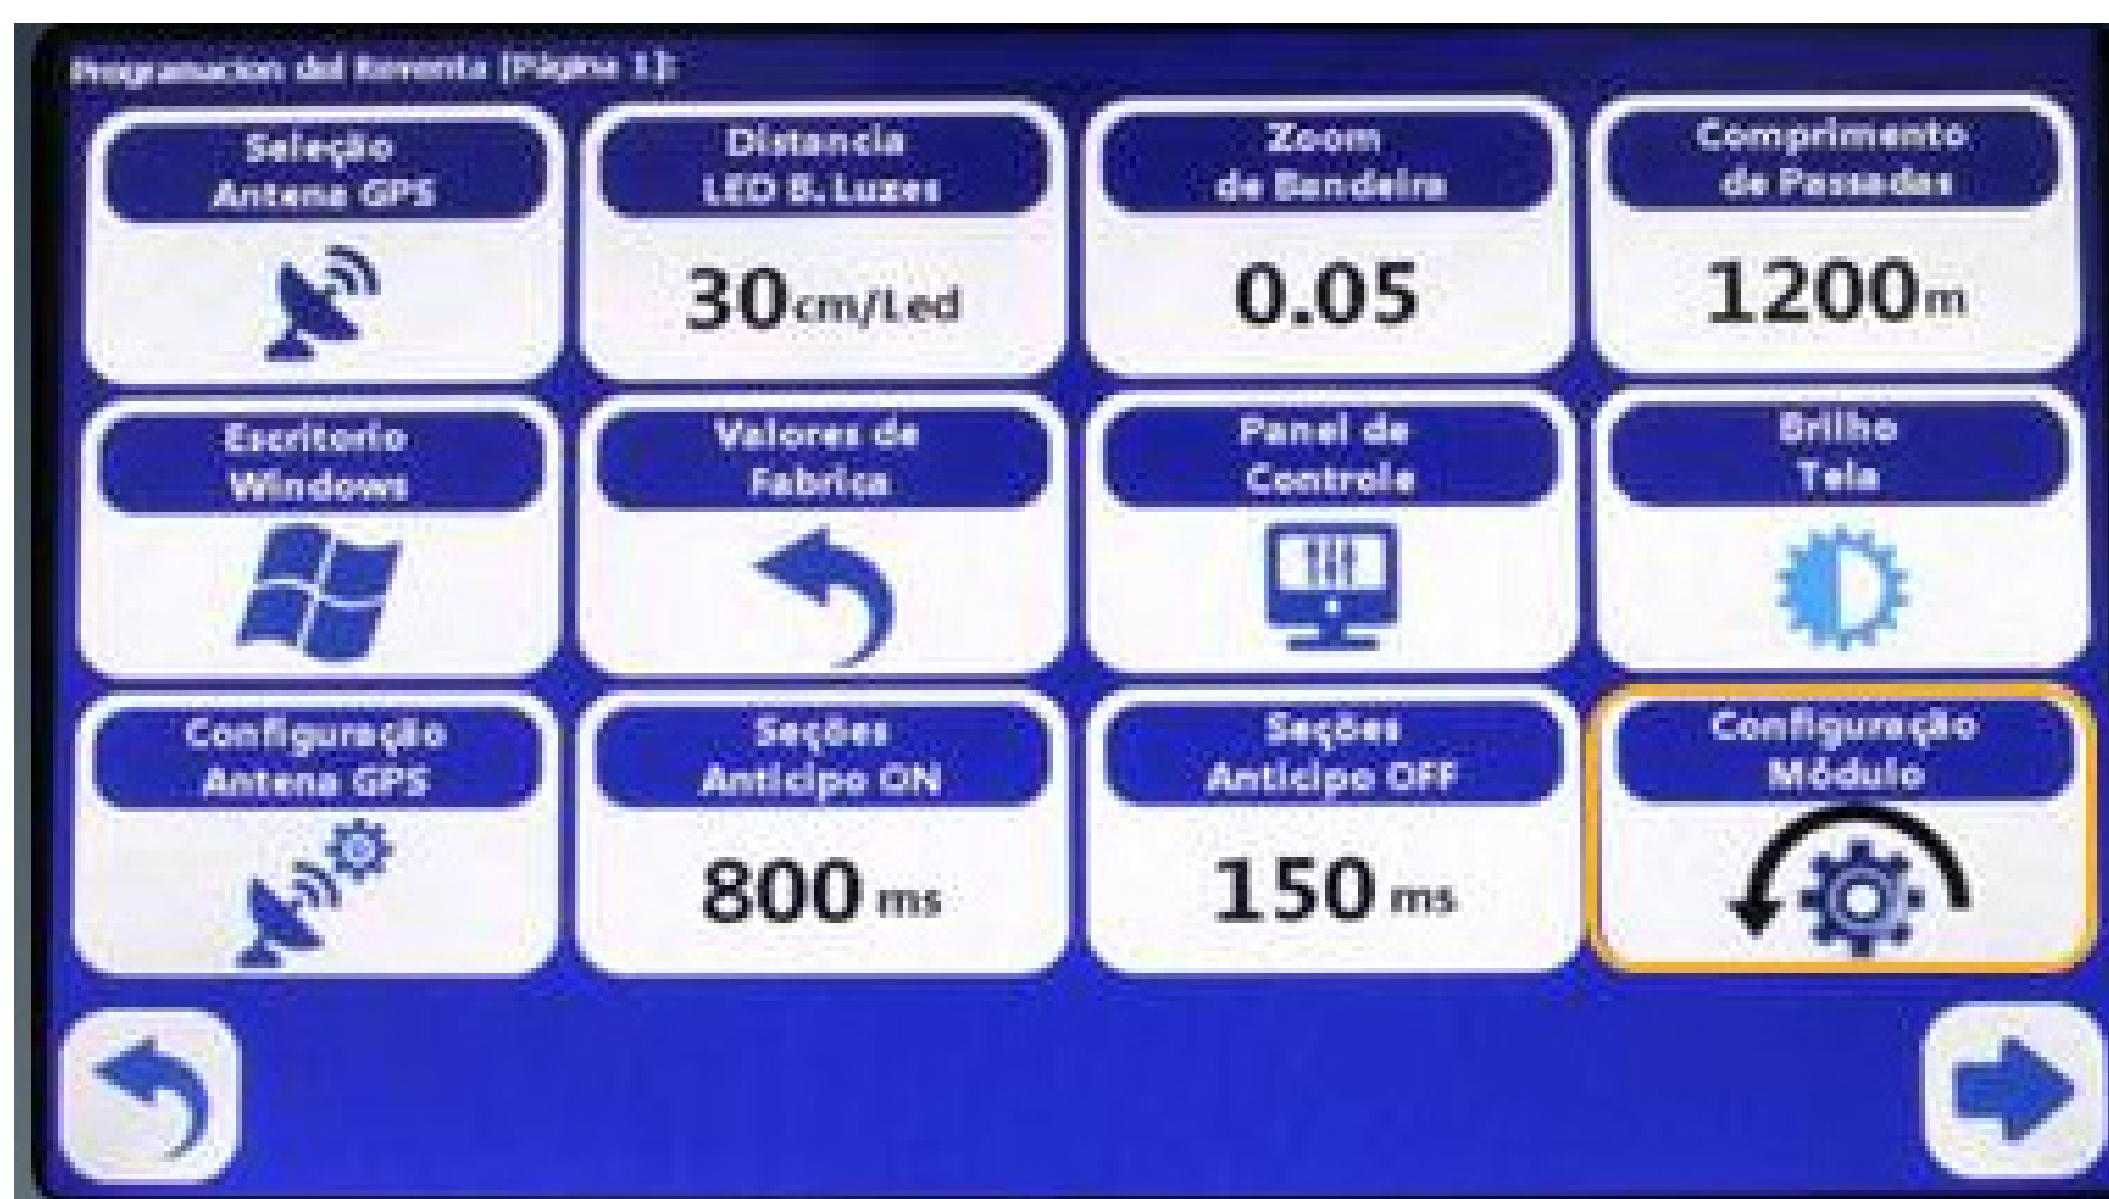 Programacion del Reventa [Página 1]:
Seleção
Antena GPS
Distancia
LED B. Luzes
30cm/Led
Zoom
de Bandeira
0.05
Comprimento
de Passadas
1200m
Escritorio
Windows
Valores de
Fabrica
Panel de
Controle
Brilho
Tela
Configuração
Antena GPS
Seções
Anticipo ON
800 ms
Seções
Anticipo OFF
150 ms
Configuração
Módulo